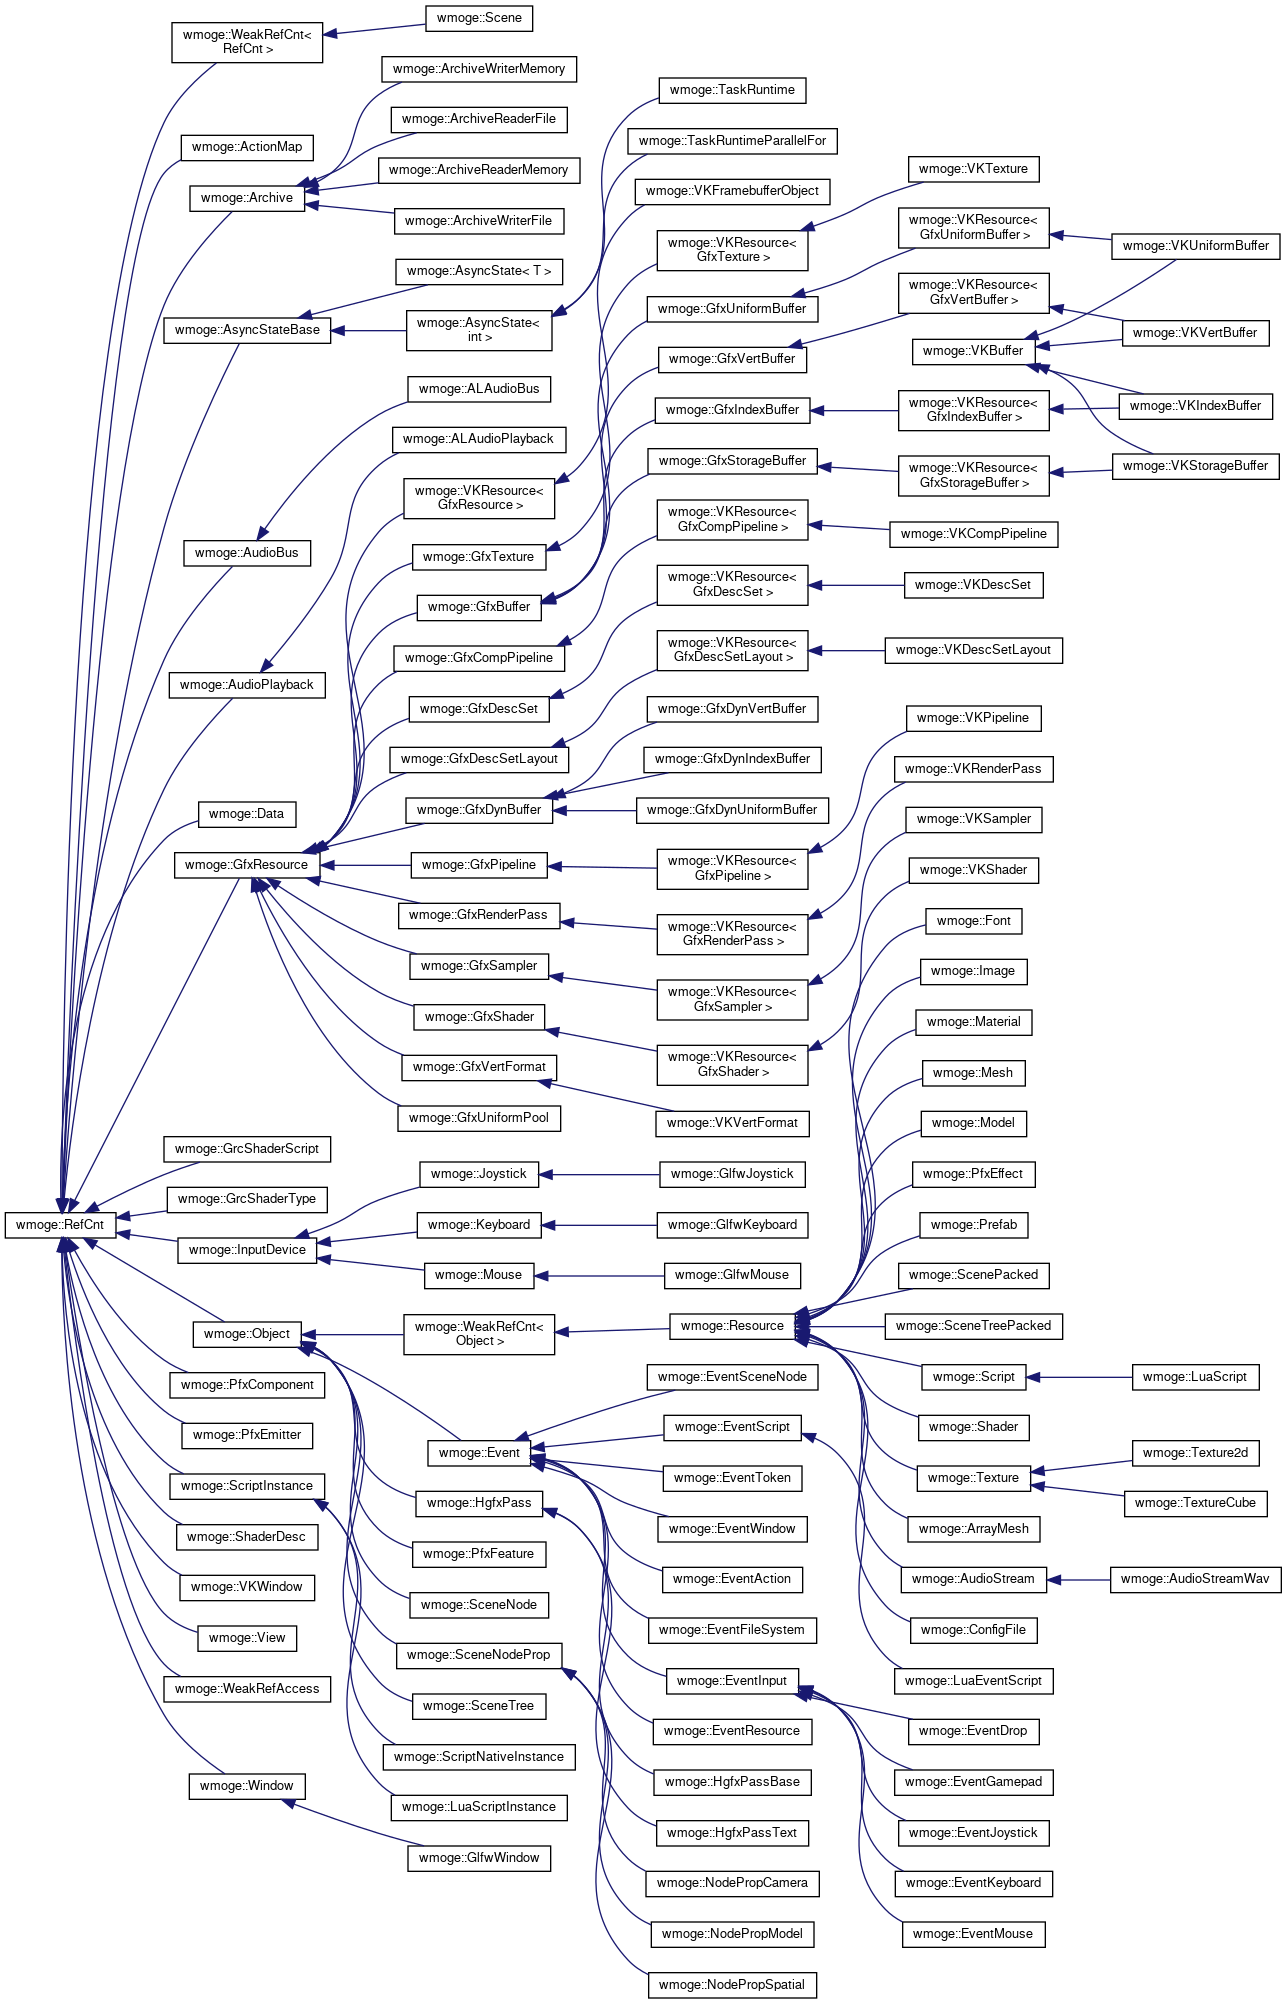 wmoge::RefCnt
wmoge::WeakRefCnt<
RefCnt >
wmoge::ActionMap
wmoge::Archive
wmoge::AsyncStateBase
wmoge::AudioBus
wmoge::AudioPlayback
wmoge::Data
wmoge::GfxResource
wmoge::GrcShaderScript
wmoge::GrcShaderType
wmoge::InputDevice
wmoge::Object
wmoge::PfxComponent
wmoge::PfxEmitter
wmoge::ScriptInstance
wmoge::ShaderDesc
wmoge::VKWindow
wmoge::View
wmoge::WeakRefAccess
wmoge::Window
wmoge::Scene
wmoge::ArchiveWriterMemory
wmoge::ArchiveReaderFile
wmoge::ArchiveReaderMemory
wmoge::ArchiveWriterFile
wmoge::AsyncState< T >
wmoge::AsyncState<
int >
wmoge::ALAudioBus
wmoge::ALAudioPlayback
wmoge::VKResource<
GfxResource >
wmoge::GfxTexture
wmoge::GfxBuffer
wmoge::GfxCompPipeline
wmoge::GfxDescSet
wmoge::GfxDescSetLayout
wmoge::GfxDynBuffer
wmoge::GfxPipeline
wmoge::GfxRenderPass
wmoge::GfxSampler
wmoge::GfxShader
wmoge::GfxVertFormat
wmoge::GfxUniformPool
wmoge::Joystick
wmoge::Keyboard
wmoge::Mouse
wmoge::WeakRefCnt<
Object >
wmoge::Event
wmoge::HgfxPass
wmoge::PfxFeature
wmoge::SceneNode
wmoge::SceneNodeProp
wmoge::SceneTree
wmoge::ScriptNativeInstance
wmoge::LuaScriptInstance
wmoge::GlfwWindow
wmoge::TaskRuntime
wmoge::TaskRuntimeParallelFor
wmoge::VKFramebufferObject
wmoge::VKResource<
GfxTexture >
wmoge::GfxUniformBuffer
wmoge::GfxVertBuffer
wmoge::GfxIndexBuffer
wmoge::GfxStorageBuffer
wmoge::VKResource<
GfxCompPipeline >
wmoge::VKResource<
GfxDescSet >
wmoge::VKResource<
GfxDescSetLayout >
wmoge::GfxDynVertBuffer
wmoge::GfxDynIndexBuffer
wmoge::GfxDynUniformBuffer
wmoge::VKResource<
GfxPipeline >
wmoge::VKResource<
GfxRenderPass >
wmoge::VKResource<
GfxSampler >
wmoge::VKResource<
GfxShader >
wmoge::VKVertFormat
wmoge::GlfwJoystick
wmoge::GlfwKeyboard
wmoge::GlfwMouse
wmoge::Resource
wmoge::EventSceneNode
wmoge::EventScript
wmoge::EventToken
wmoge::EventWindow
wmoge::EventAction
wmoge::EventFileSystem
wmoge::EventInput
wmoge::EventResource
wmoge::HgfxPassBase
wmoge::HgfxPassText
wmoge::NodePropCamera
wmoge::NodePropModel
wmoge::NodePropSpatial
wmoge::VKTexture
wmoge::VKResource<
GfxUniformBuffer >
wmoge::VKResource<
GfxVertBuffer >
wmoge::VKBuffer
wmoge::VKResource<
GfxIndexBuffer >
wmoge::VKResource<
GfxStorageBuffer >
wmoge::VKCompPipeline
wmoge::VKDescSet
wmoge::VKDescSetLayout
wmoge::VKPipeline
wmoge::VKRenderPass
wmoge::VKSampler
wmoge::VKShader
wmoge::Font
wmoge::Image
wmoge::Material
wmoge::Mesh
wmoge::Model
wmoge::PfxEffect
wmoge::Prefab
wmoge::ScenePacked
wmoge::SceneTreePacked
wmoge::Script
wmoge::Shader
wmoge::Texture
wmoge::ArrayMesh
wmoge::AudioStream
wmoge::ConfigFile
wmoge::LuaEventScript
wmoge::EventDrop
wmoge::EventGamepad
wmoge::EventJoystick
wmoge::EventKeyboard
wmoge::EventMouse
wmoge::VKUniformBuffer
wmoge::VKVertBuffer
wmoge::VKIndexBuffer
wmoge::VKStorageBuffer
wmoge::LuaScript
wmoge::Texture2d
wmoge::TextureCube
wmoge::AudioStreamWav